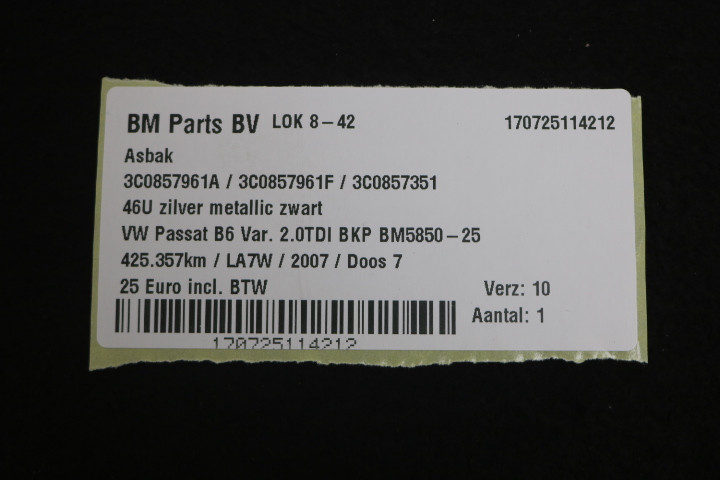 BM Parts BV LOK 8-42 170725114212
Asbak
3C0857961A / 3C0857961F / 3C0857351
46U zilver metallic zwart
VW Passat B6 Var. 2.0TDI BKP BM5850-25
425.357km / LA7W / 2007 / Doos 7
25 Euro incl. BTW Verz: 10
Aantal: 1
170725114212